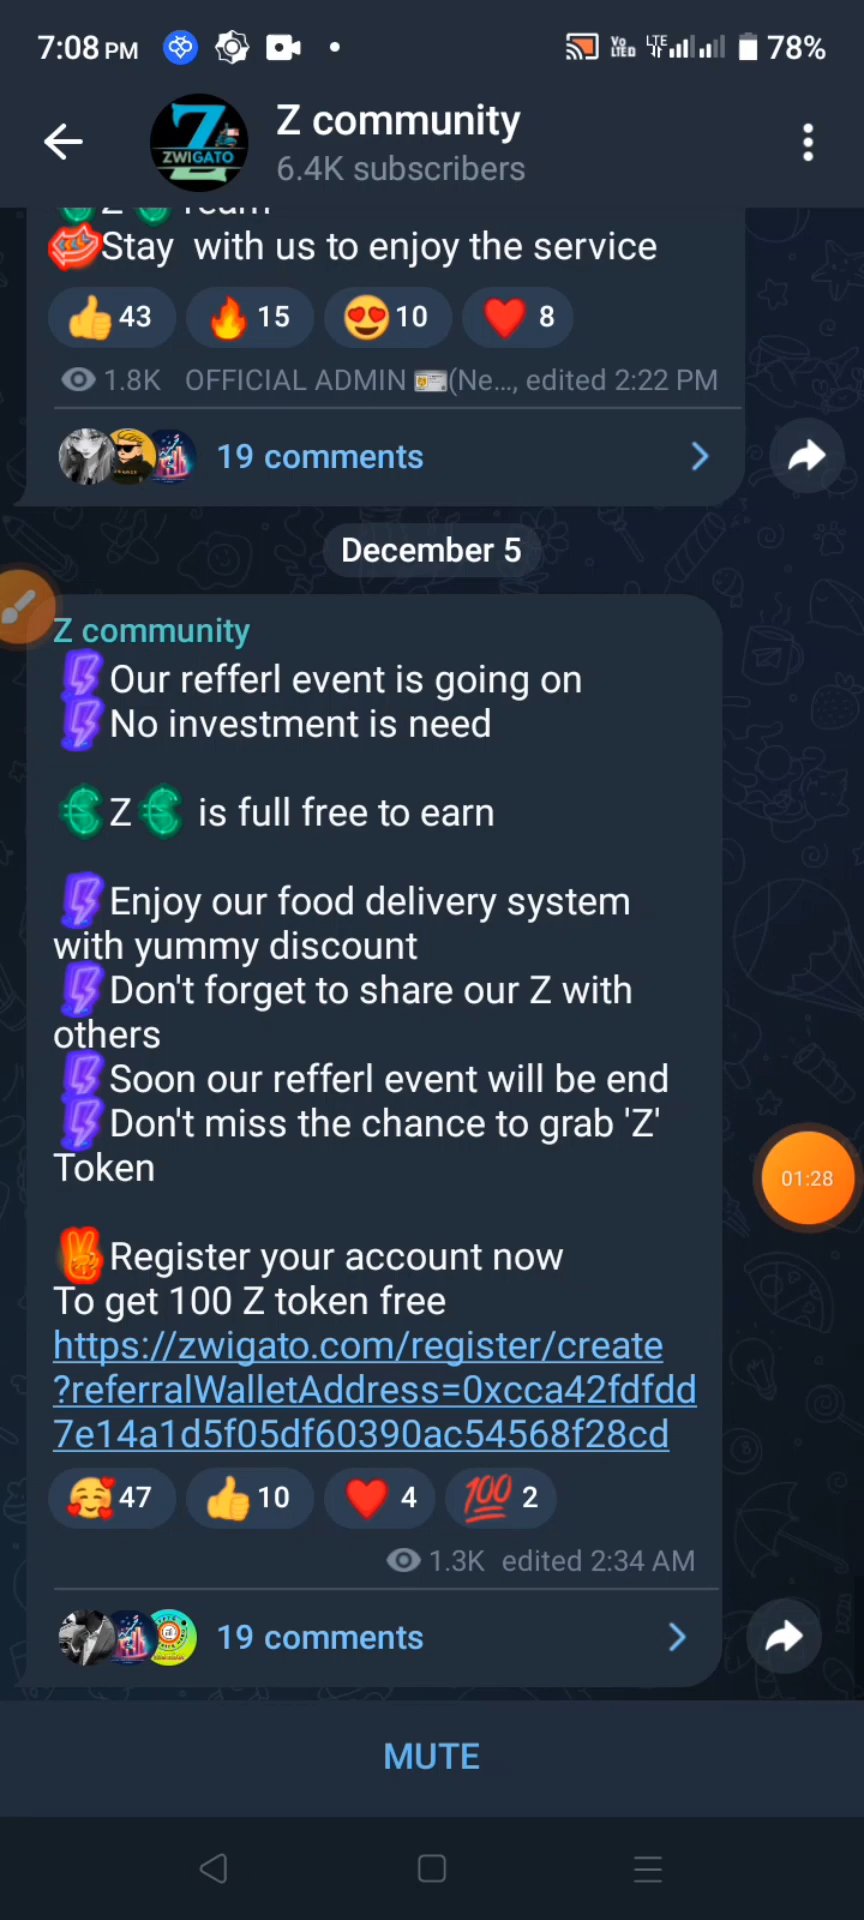 7:08 PM
Vo LTED LTE 78%
Z community
6.4K subscribers
ZWIGATO
Stay with us to enjoy the service
43 15 10 8
1.8K OFFICIAL ADMIN (Ne..., edited 2:22 PM
19 comments
December 5
Z community
Our refferl event is going on
No investment is need
Z is full free to earn
Enjoy our food delivery system
with yummy discount
Don't forget to share our Z with
others
Soon our refferl event will be end
Don't miss the chance to grab 'Z'
Token
01:28
Register your account now
To get 100 Z token free
https://zwigato.com/register/create
?referralWalletAddress=0xcca42fdfdd
7e14a1d5f05df60390ac54568f28cd
47 10 4 100 2
1.3K edited 2:34 AM
19 comments
MUTE